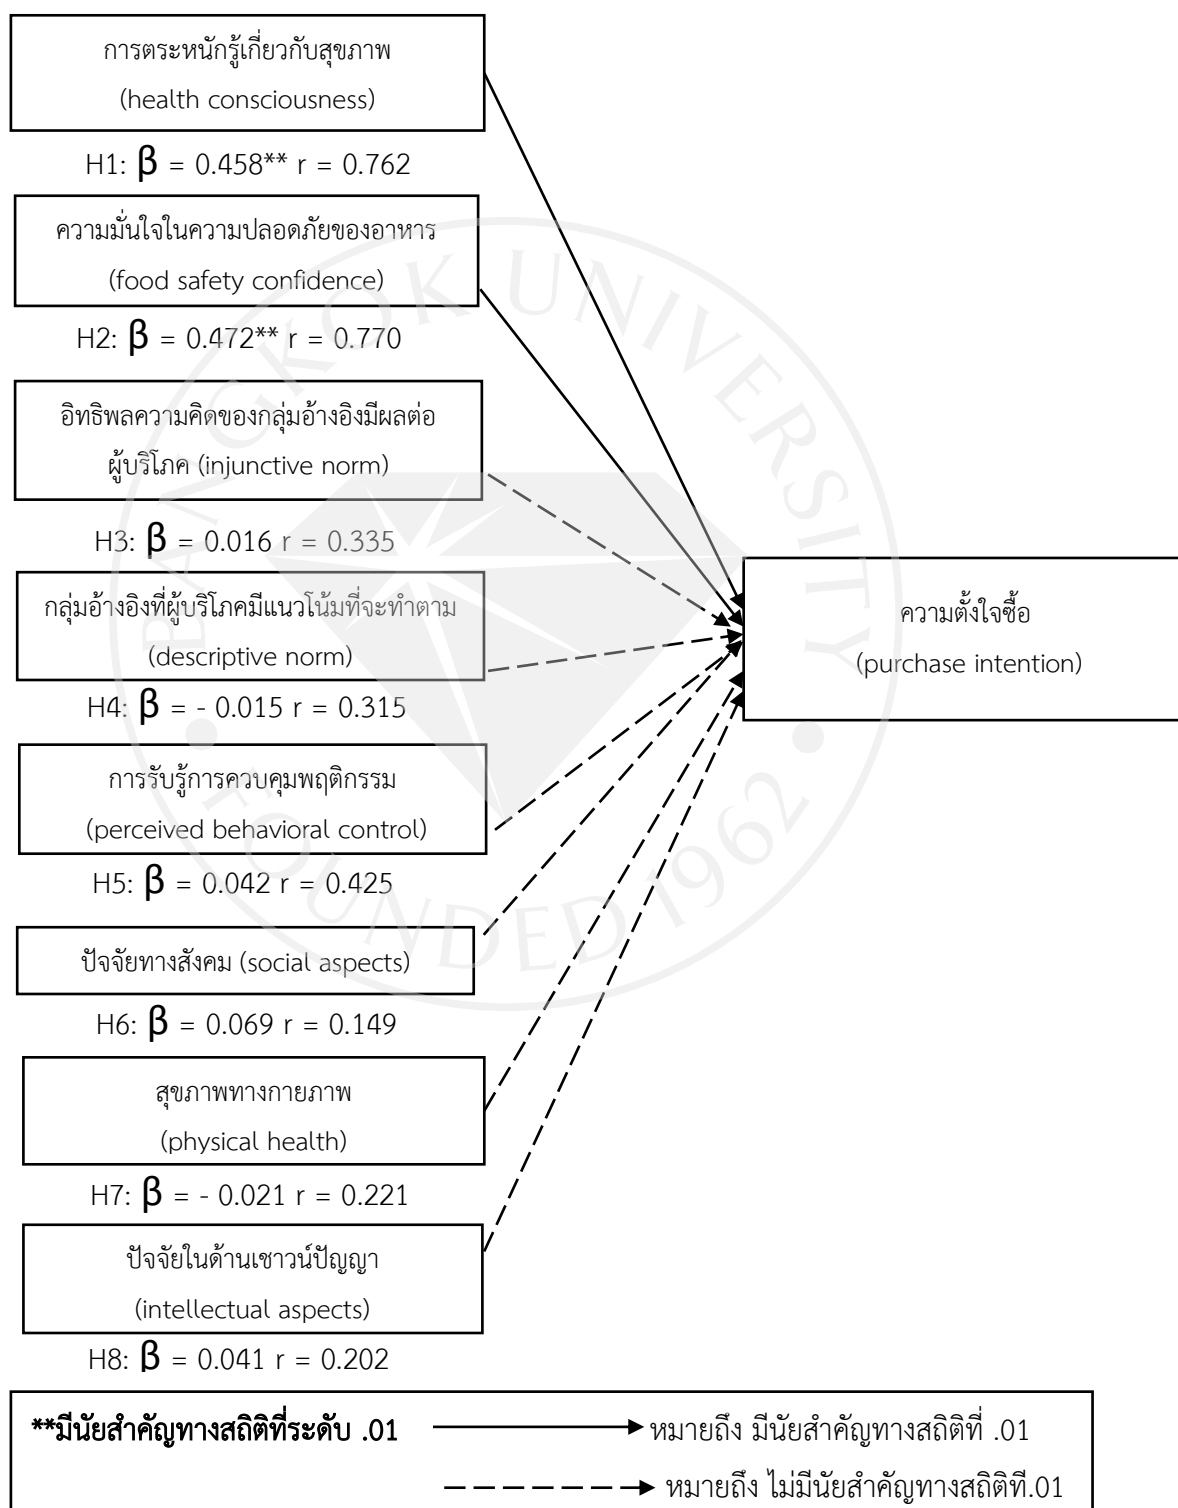 การตระหนักรู้เกี่ยวกับสุขภาพ
(health consciousness)
H1: β = 0.458** r = 0.762
ความมั่นใจในความปลอดภัยของอาหาร
(food safety confidence)
H2: β = 0.472** r = 0.770
อิทธิพลความคิดของกลุ่มอ้างอิงมีผลต่อ
ผู้บริโภค (injunctive norm)
H3: β = 0.016 r = 0.335
กลุ่มอ้างอิงที่ผู้บริโภคมีแนวโน้มที่จะทำตาม
(descriptive norm)
H4: β = - 0.015 r = 0.315
การรับรู้การควบคุมพฤติกรรม
(perceived behavioral control)
H5: β = 0.042 r = 0.425
ปัจจัยทางสังคม (social aspects)
H6: β = 0.069 r = 0.149
สุขภาพทางกายภาพ
(physical health)
H7: β = - 0.021 r = 0.221
ปัจจัยในด้านเชาวน์ปัญญา
(intellectual aspects)
H8: β = 0.041 r = 0.202
ความตั้งใจซื้อ
(purchase intention)
**มีนัยสำคัญทางสถิติที่ระดับ .01
หมายถึง มีนัยสำคัญทางสถิติที่ .01
หมายถึง ไม่มีนัยสำคัญทางสถิติที่.01
BANGKOK UNIVERSITY
FOUNDED 1962